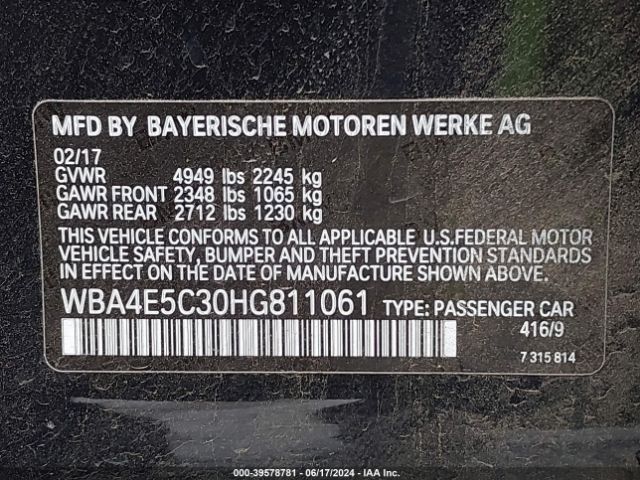 MFD BY BAYERISCHE MOTOREN WERKE AG
02/17
GVWR 4949 lbs 2245 kg
GAWR FRONT 2348 lbs 1065 kg
GAWR REAR 2712 lbs 1230 kg
THIS VEHICLE CONFORMS TO ALL APPLICABLE U.S.FEDERAL MOTOR
VEHICLE SAFETY, BUMPER AND THEFT PREVENTION STANDARDS
IN EFFECT ON THE DATE OF MANUFACTURE SHOWN ABOVE.
WBA4E5C30HG811061 TYPE: PASSENGER CAR
416/9
7 315 814
000-39578781 - 06/17/2024 - IAA Inc.